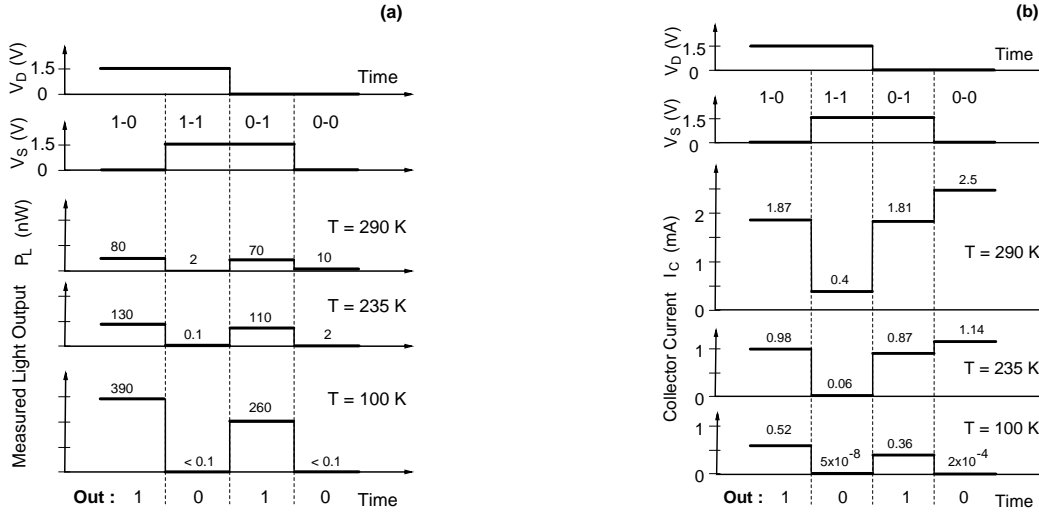 (a)
V_D (V)
1.5
0
Time
1-0 1-1 0-1 0-0
V_S (V)
1.5
0
Measured Light Output P_L (nW)
80 2 70 10
T = 290 K
130 0.1 110 2
T = 235 K
390 < 0.1 260 < 0.1
T = 100 K
Out : 1 0 1 0 Time
(b)
V_D (V)
1.5
0
Time
1-0 1-1 0-1 0-0
V_S (V)
1.5
0
Collector Current I_C (mA)
2
1
0
1.87 0.4 1.81 2.5
T = 290 K
1
0
0.98 0.06 0.87 1.14
T = 235 K
1
0
0.52 5x10^-8 0.36 2x10^-4
T = 100 K
Out : 1 0 1 0 Time